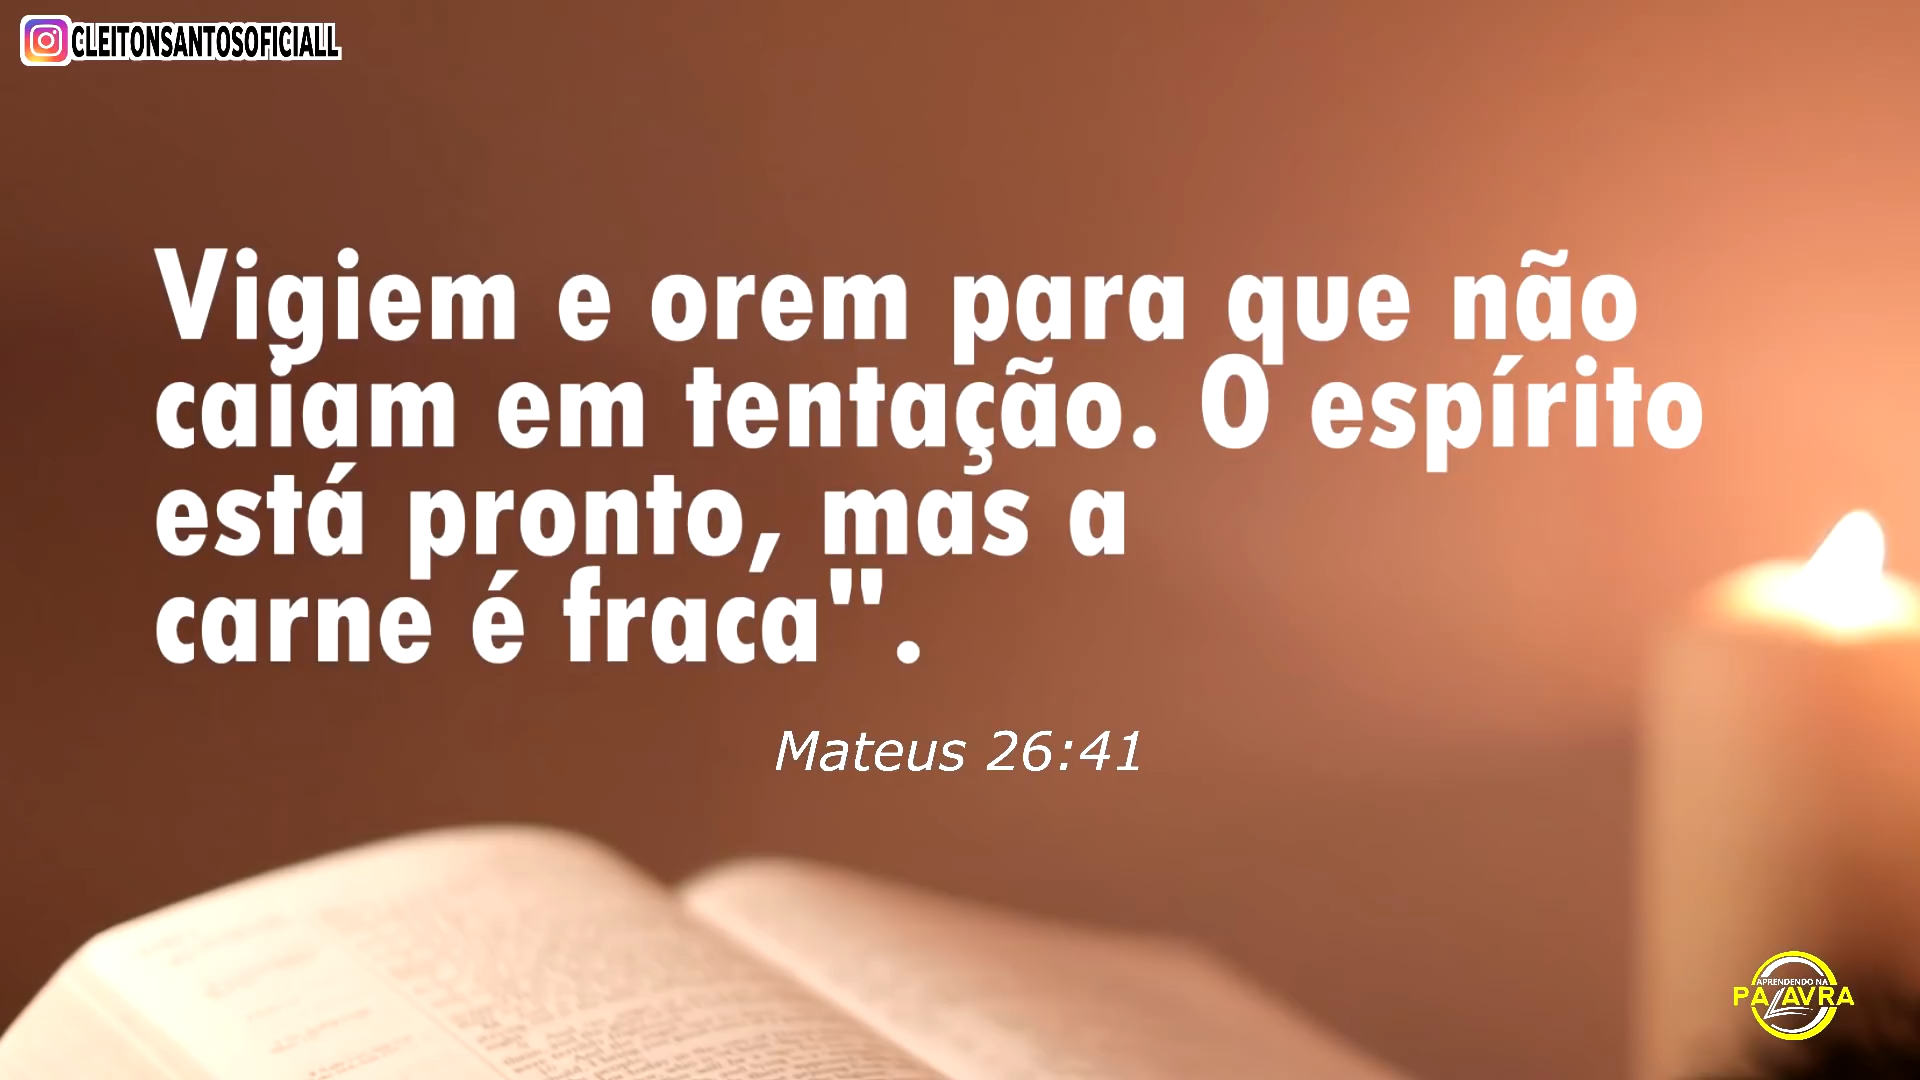 CLEITONSANTOSOFICIALL
Vigiem e orem para que não
caiam em tentação. O espírito
está pronto, mas a
carne é fraca".
Mateus 26:41
APRENDENDO NA
PALAVRA